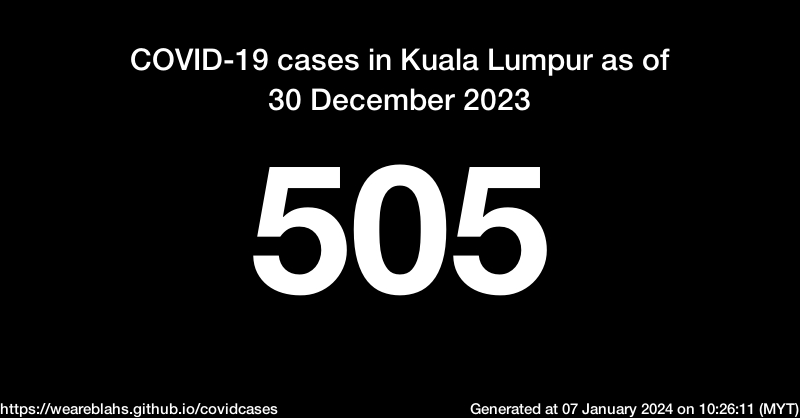 COVID-19 cases in Kuala Lumpur as of
30 December 2023
505
https://weareblahs.github.io/covidcases
Generated at 07 January 2024 on 10:26:11 (MYT)